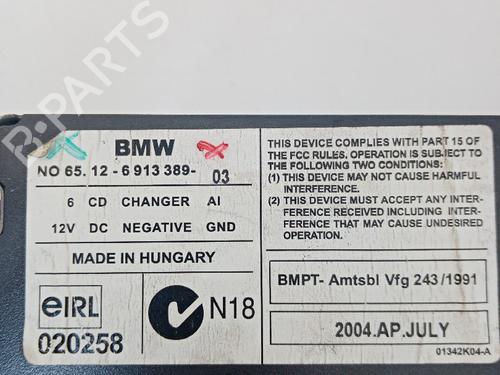 BMW
NO 65. 12 - 6 913 389- 03
6 CD CHANGER AI
12V DC NEGATIVE GND
MADE IN HUNGARY
eIRL
020258
N18
THIS DEVICE COMPLIES WITH PART 15 OF
THE FCC RULES, OPERATION IS SUBJECT TO
THE FOLLOWING TWO CONDITIONS:
(1) THIS DEVICE MAY NOT CAUSE HARMFUL
INTERFERENCE, AND
(2) THIS DEVICE MUST ACCEPT ANY INTER-
FERENCE RECEIVED INCLUDING INTER-
FERENCE THAT MAY CAUSE UNDESIRED
OPERATION.
BMPT- Amtsbl Vfg 243/1991
2004.AP.JULY
01342K04-A
B-PARTS